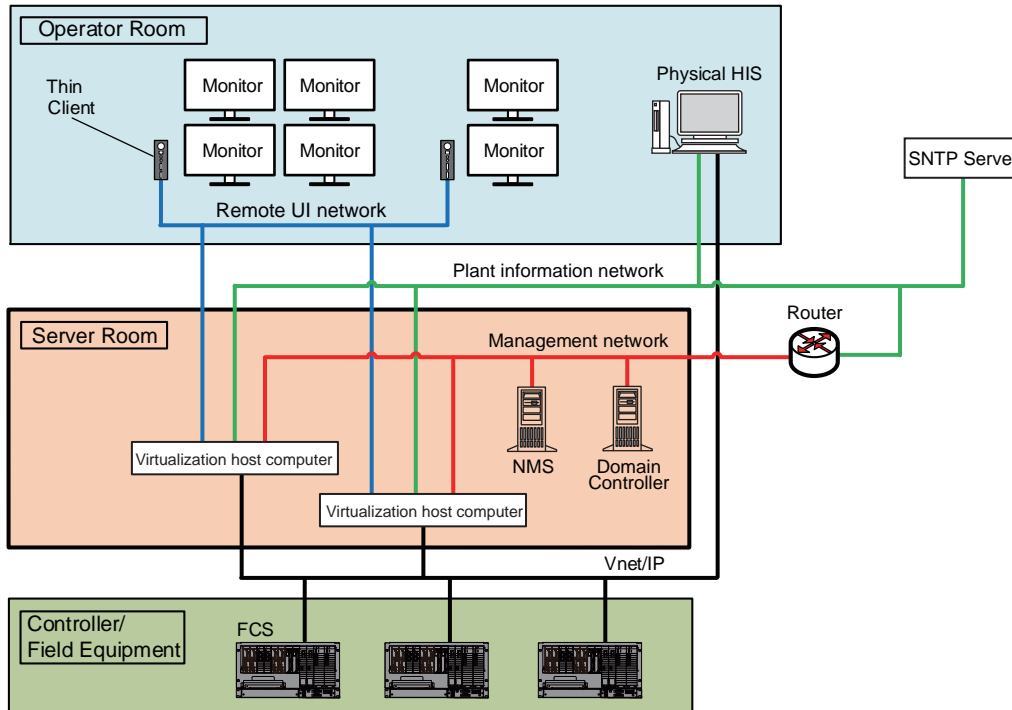 Operator Room
Thin
Client
Monitor
Monitor
Monitor
Physical HIS
Monitor
Monitor
Monitor
SNTP Serve
Remote UI network
Plant information network
Server Room
Router
Management network
Virtualization host computer
NMS
Domain
Controller
Virtualization host computer
Vnet/IP
Controller/
Field Equipment
FCS